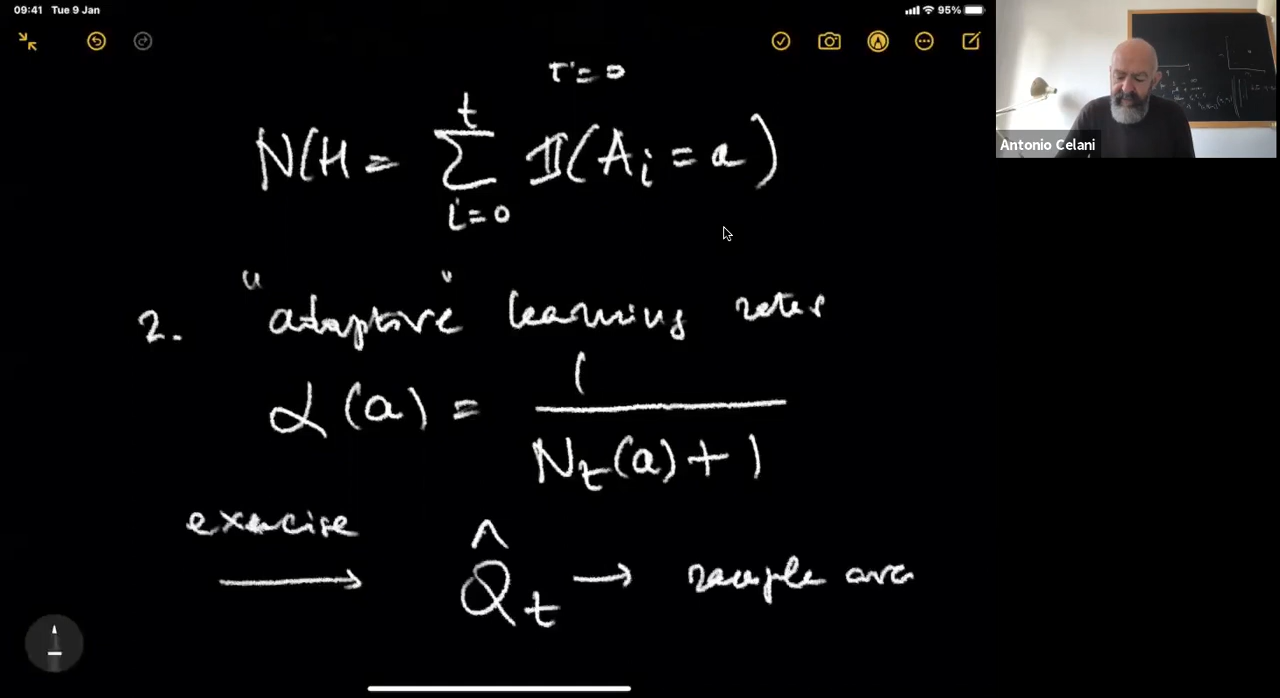 09:41 Tue 9 Jan 95%
Antonio Celani
i=0
N(H = ∑ 𝕀(A_i = a)
t
i=0
2. "adaptive" learning rates
α(a) = 1 / (N_t(a) + 1)
exercise
→ Q̂_t → sample ave